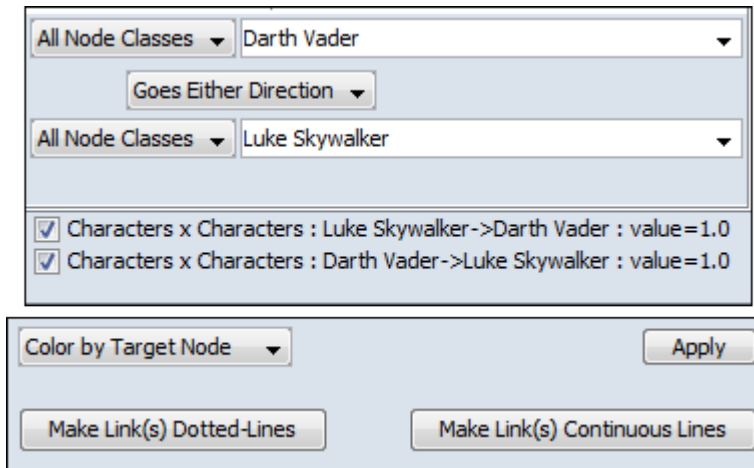 All Node Classes Darth Vader
Goes Either Direction
All Node Classes Luke Skywalker
Characters x Characters : Luke Skywalker->Darth Vader : value=1.0
Characters x Characters : Darth Vader->Luke Skywalker : value=1.0
Color by Target Node Apply
Make Link(s) Dotted-Lines Make Link(s) Continuous Lines